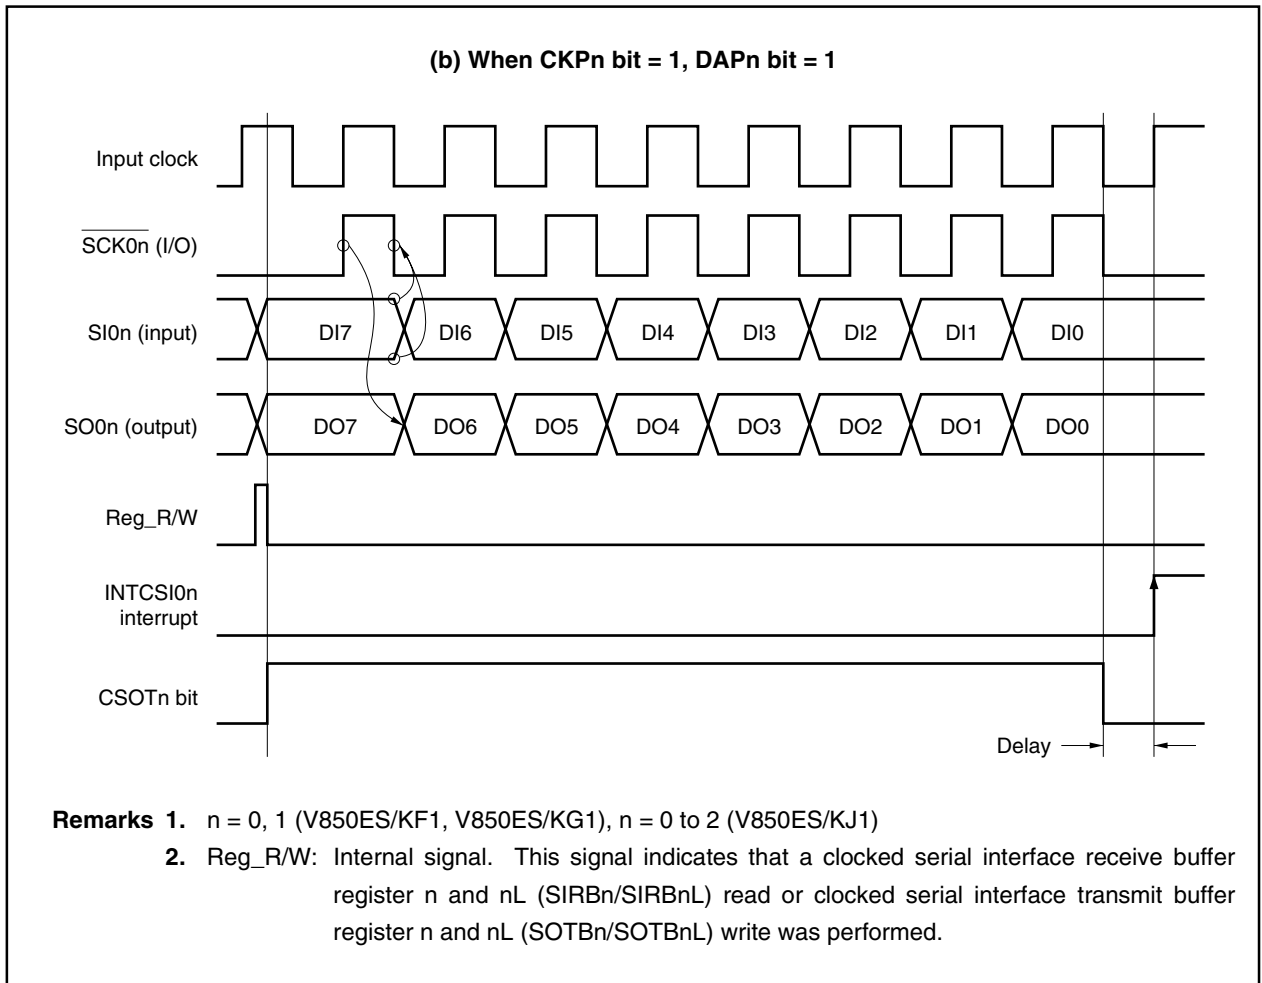 (b) When CKPn bit = 1, DAPn bit = 1
Input clock
SCK0n (I/O)
SI0n (input)
DI7 DI6 DI5 DI4 DI3 DI2 DI1 DI0
SO0n (output)
DO7 DO6 DO5 DO4 DO3 DO2 DO1 DO0
Reg_R/W
INTCSI0n
interrupt
CSOTn bit
Delay
Remarks 1. n = 0, 1 (V850ES/KF1, V850ES/KG1), n = 0 to 2 (V850ES/KJ1)
2. Reg_R/W: Internal signal. This signal indicates that a clocked serial interface receive buffer
register n and nL (SIRBn/SIRBnL) read or clocked serial interface transmit buffer
register n and nL (SOTBn/SOTBnL) write was performed.